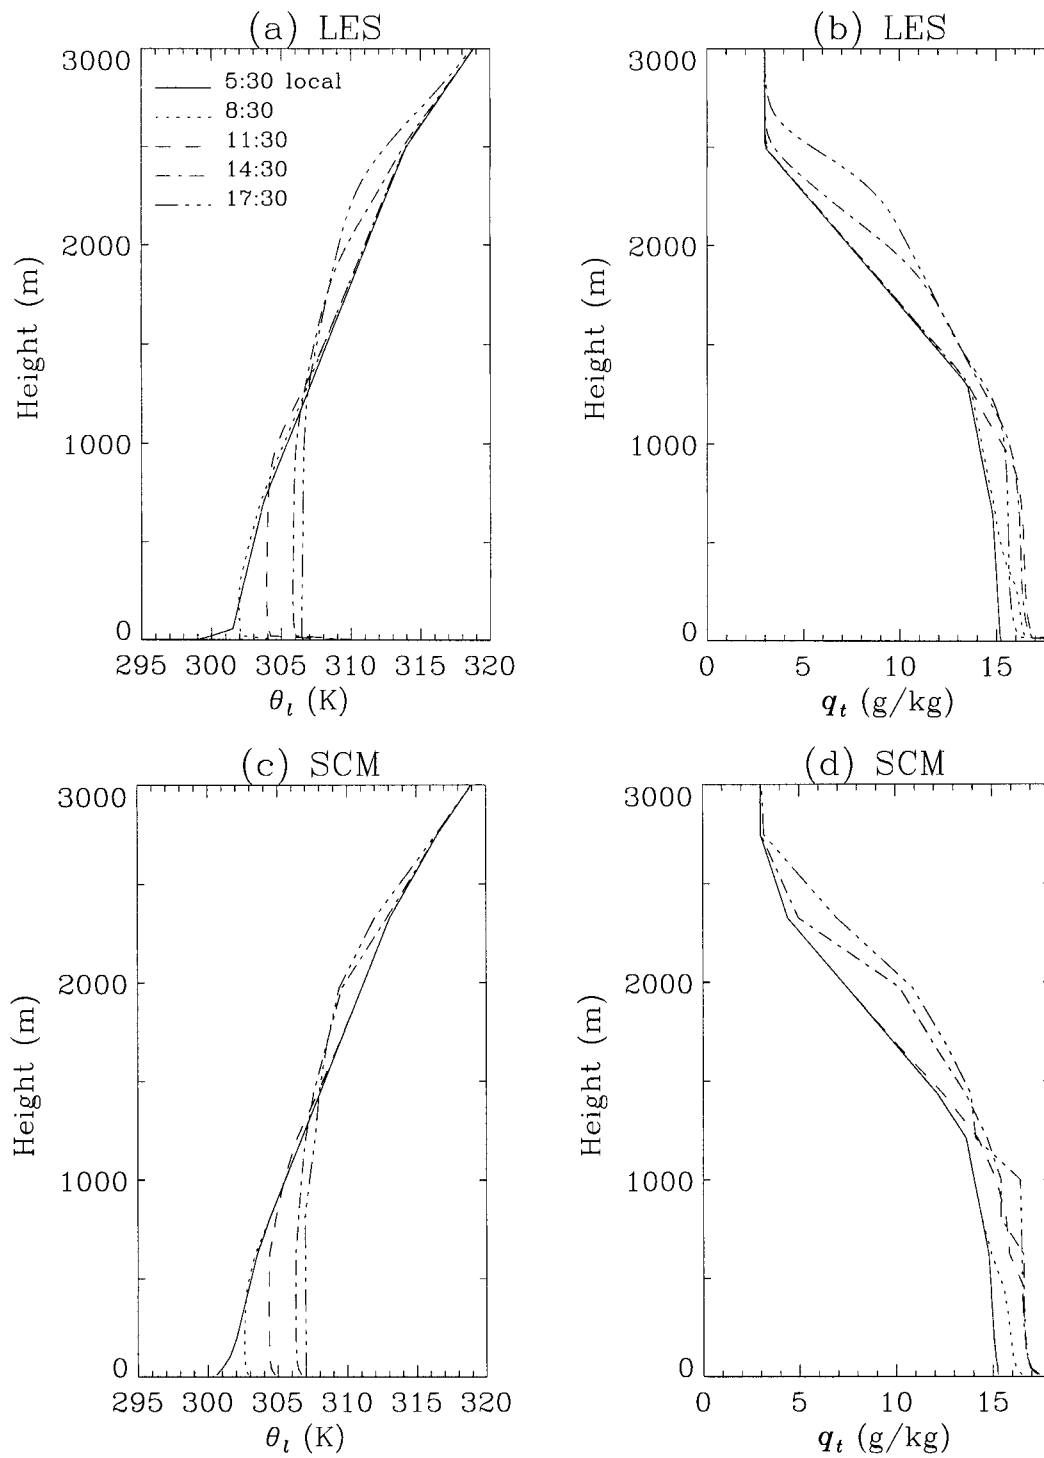 (a) LES
3000
2000
1000
0
Height (m)
5:30 local
8:30
11:30
14:30
17:30
295 300 305 310 315 320
θl (K)
(b) LES
3000
2000
1000
0
Height (m)
0 5 10 15
qt (g/kg)
(c) SCM
3000
2000
1000
0
Height (m)
295 300 305 310 315 320
θl (K)
(d) SCM
3000
2000
1000
0
Height (m)
0 5 10 15
qt (g/kg)